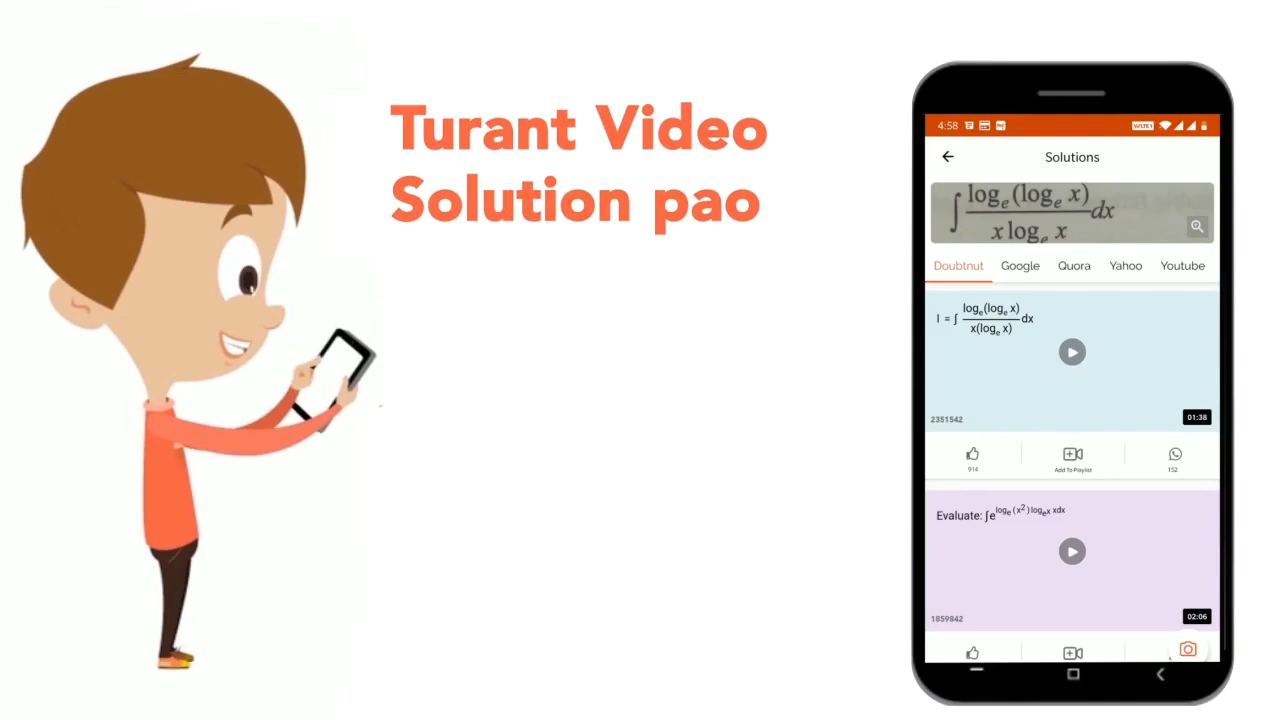 Turant Video
Solution pao
4:58
VoLTE1
Solutions
∫ logₑ(logₑ x) / x logₑ x dx
Doubtnut Google Quora Yahoo Youtube
I = ∫ logₑ(logₑ x) / x(logₑ x) dx
2351542
01:38
914
Add To Playlist
152
Evaluate: ∫e^logₑ(x²)logₑx xdx
1859842
02:06